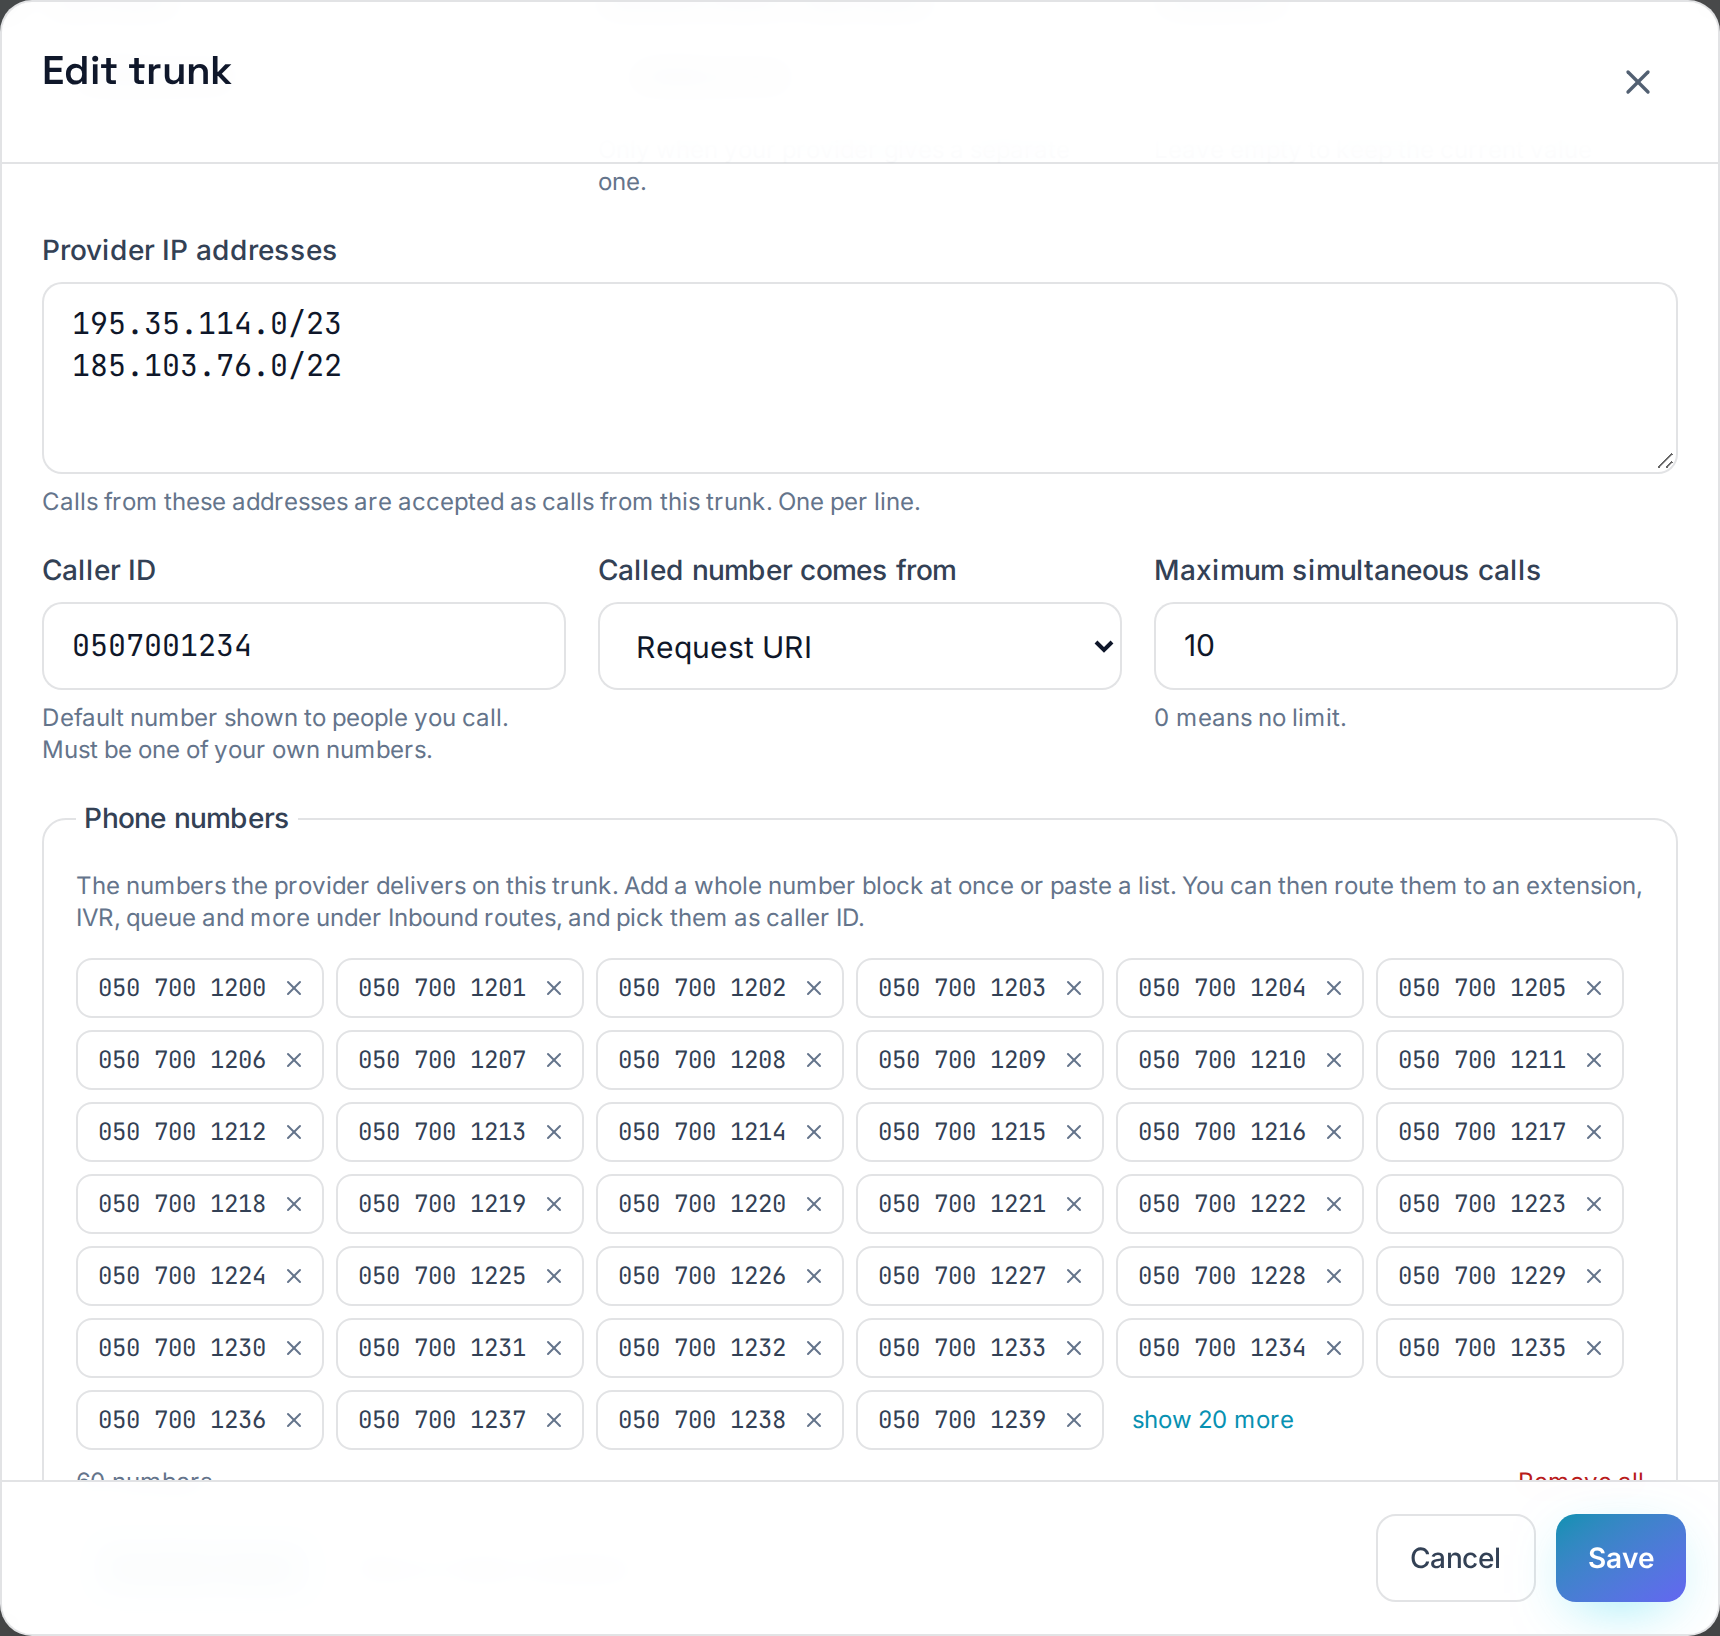 Edit trunk
one.
Provider IP addresses
195.35.114.0/23
185.103.76.0/22
Calls from these addresses are accepted as calls from this trunk. One per line.
Caller ID
Called number comes from
Maximum simultaneous calls
0507001234
Request URI
10
Default number shown to people you call.
Must be one of your own numbers.
0 means no limit.
Phone numbers
The numbers the provider delivers on this trunk. Add a whole number block at once or paste a list. You can then route them to an extension,
IVR, queue and more under Inbound routes, and pick them as caller ID.
050 700 1200 050 700 1201 050 700 1202 050 700 1203 050 700 1204 050 700 1205
050 700 1206 050 700 1207 050 700 1208 050 700 1209 050 700 1210 050 700 1211
050 700 1212 050 700 1213 050 700 1214 050 700 1215 050 700 1216 050 700 1217
050 700 1218 050 700 1219 050 700 1220 050 700 1221 050 700 1222 050 700 1223
050 700 1224 050 700 1225 050 700 1226 050 700 1227 050 700 1228 050 700 1229
050 700 1230 050 700 1231 050 700 1232 050 700 1233 050 700 1234 050 700 1235
050 700 1236 050 700 1237 050 700 1238 050 700 1239 show 20 more
60 numbers
Remove all
Cancel
Save